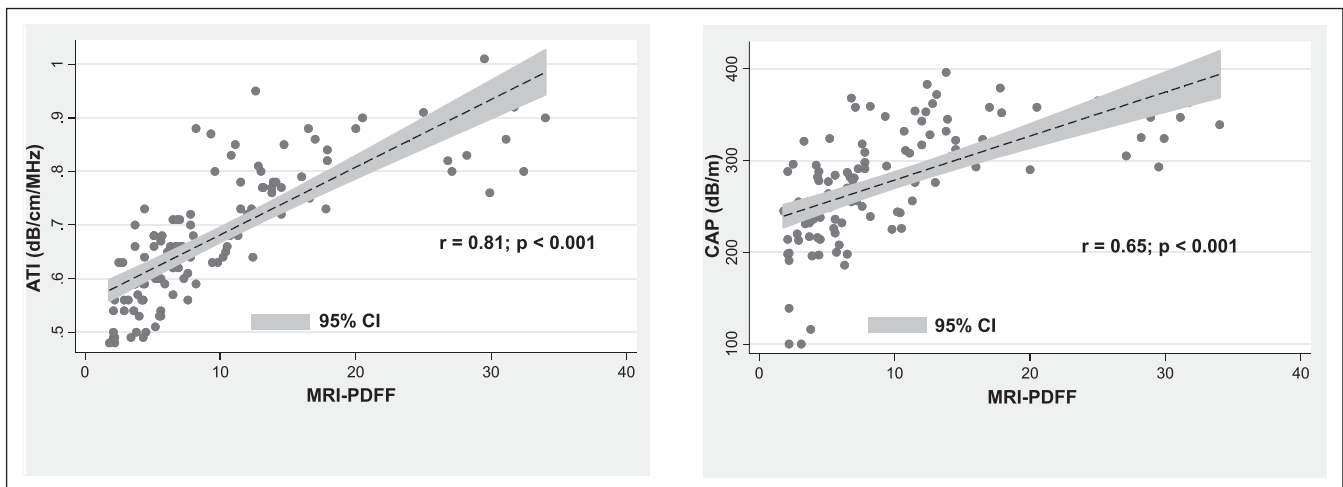 ATI (dB/cm/MHz)
1
.9
.8
.7
.6
.5
r = 0.81; p < 0.001
95% CI
0 10 20 30 40
MRI-PDFF
CAP (dB/m)
400
300
200
100
r = 0.65; p < 0.001
95% CI
0 10 20 30 40
MRI-PDFF